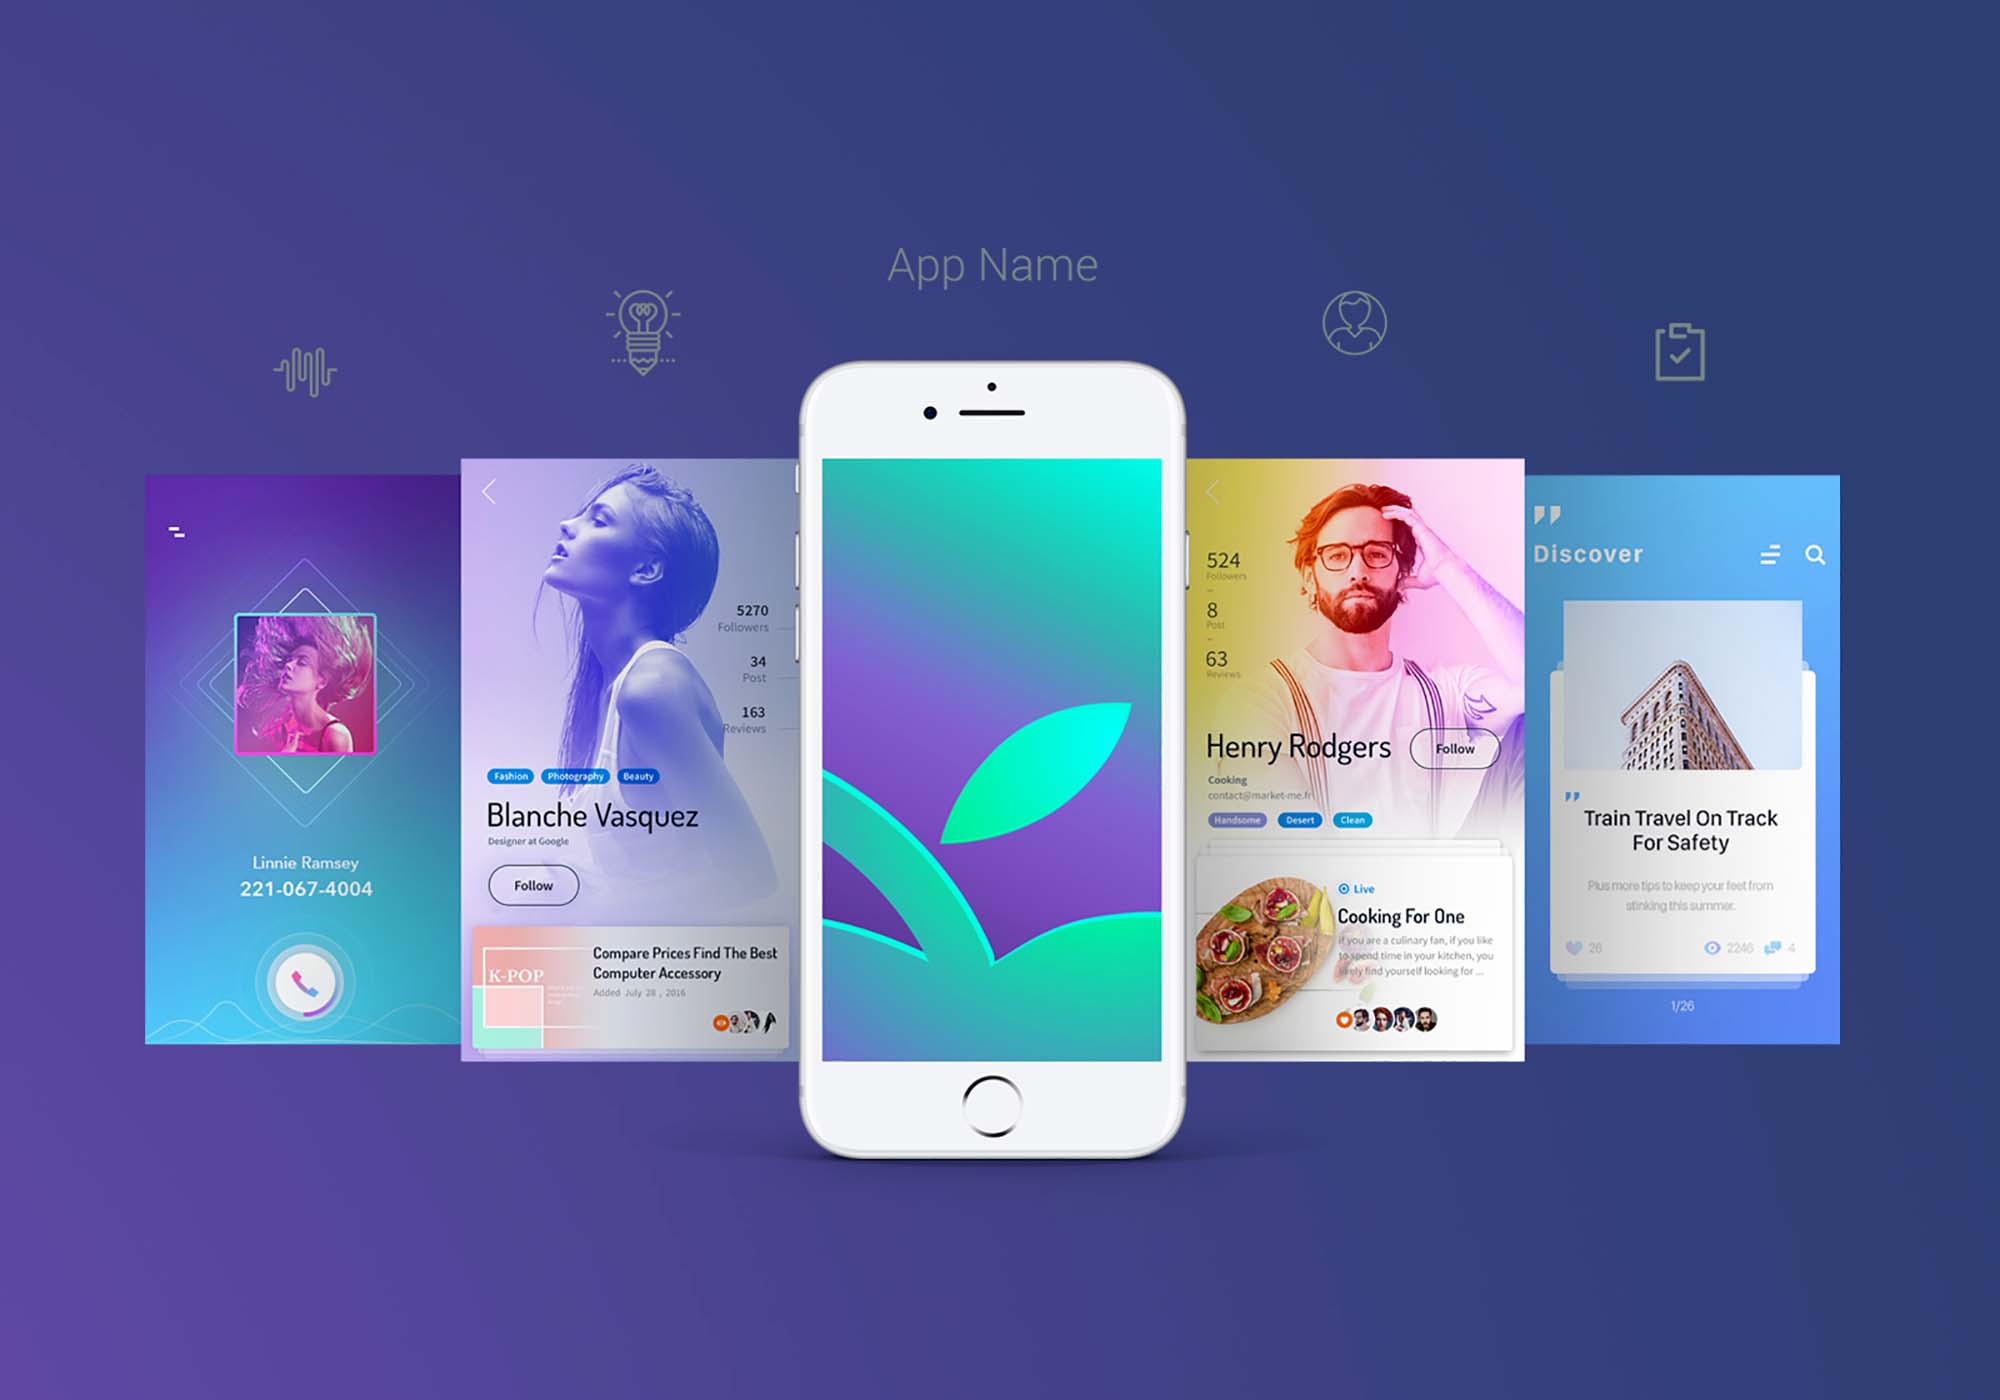 App Name
Linnie Ramsey
221-067-4004
5270
Followers
34
Post
163
Reviews
Fashion
Photography
Beauty
Blanche Vasquez
Designer at Google
Follow
K-POP
Compare Prices Find The Best
Computer Accessory
Added July 28 , 2016
524
Followers
8
Post
63
Reviews
Henry Rodgers
Follow
Cooking
contact@market-me.fr
Handsome
Desert
Clean
Live
Cooking For One
if you are a culinary fan, if you like
to spend time in your kitchen, you
likely find yourself looking for ...
Discover
Train Travel On Track
For Safety
Plus more tips to keep your feet from
stinking this summer.
26
2246
4
1/26